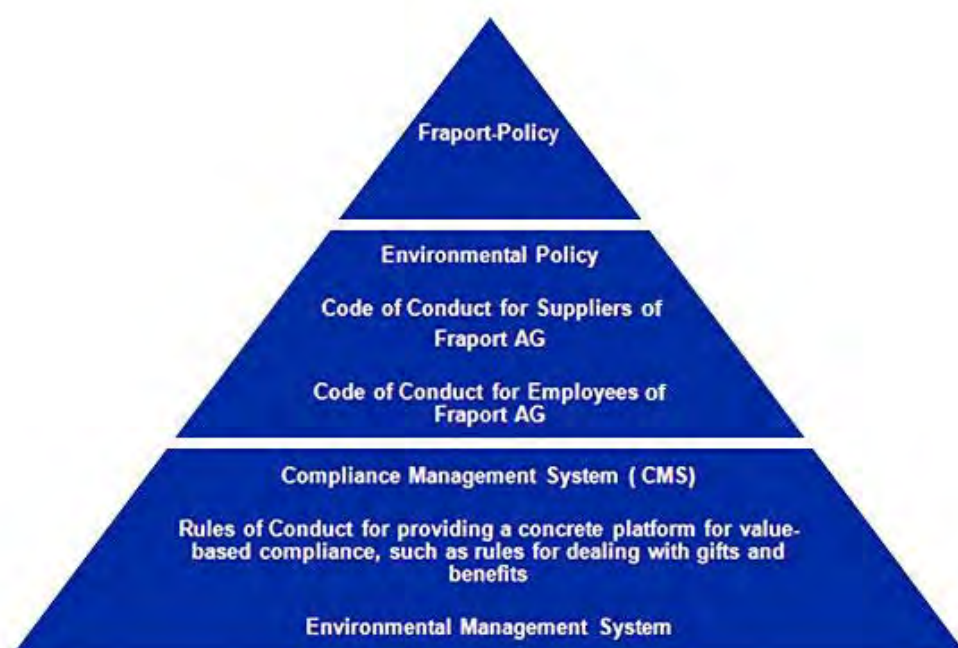 Fraport-Policy
Environmental Policy
Code of Conduct for Suppliers of
Fraport AG
Code of Conduct for Employees of
Fraport AG
Compliance Management System ( CMS)
Rules of Conduct for providing a concrete platform for value-
based compliance, such as rules for dealing with gifts and
benefits
Environmental Management System